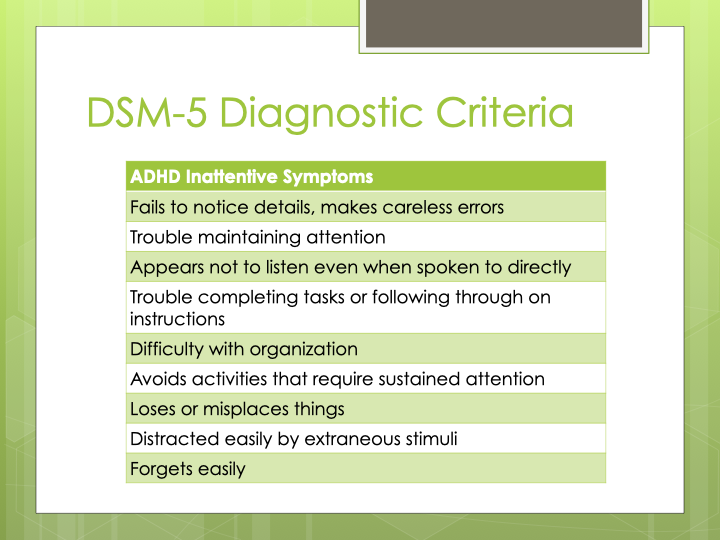 DSM-5 Diagnostic Criteria
ADHD Inattentive Symptoms
Fails to notice details, makes careless errors
Trouble maintaining attention
Appears not to listen even when spoken to directly
Trouble completing tasks or following through on
instructions
Difficulty with organization
Avoids activities that require sustained attention
Loses or misplaces things
Distracted easily by extraneous stimuli
Forgets easily